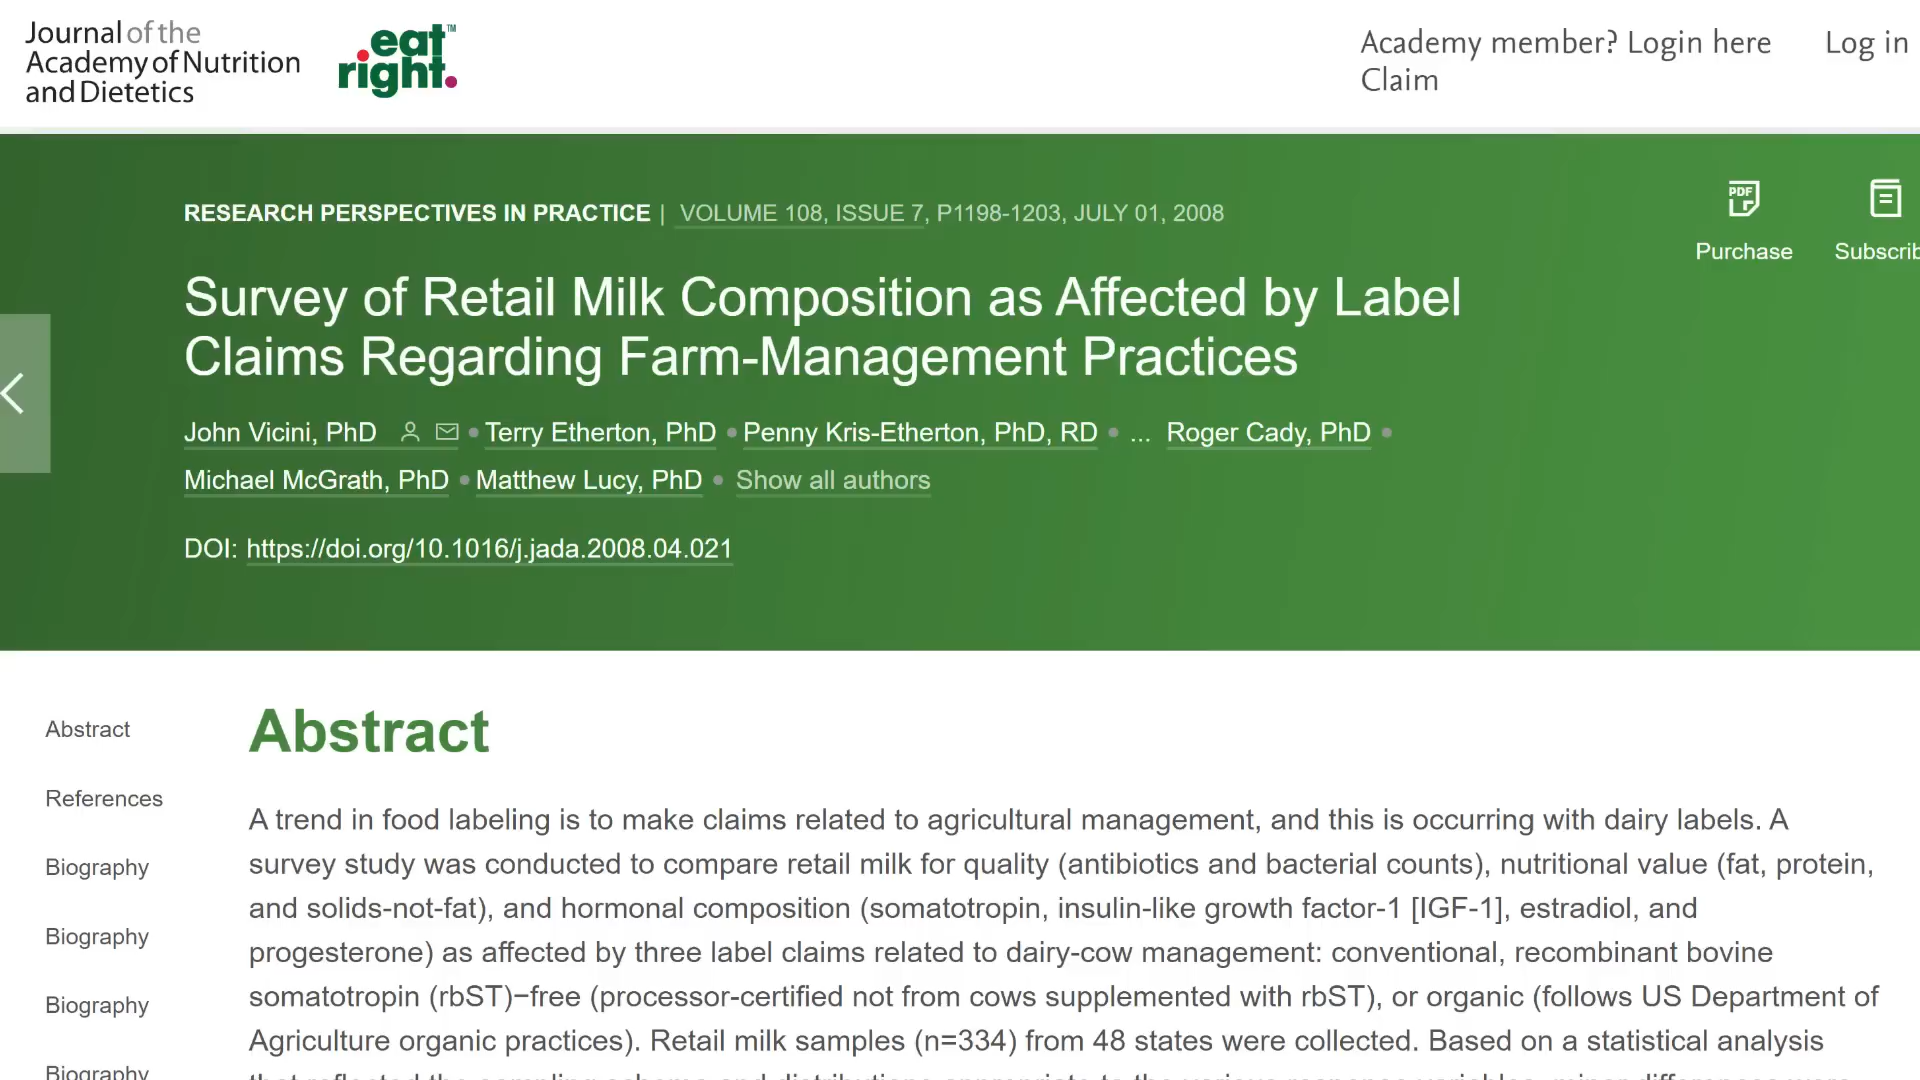 Journal of the
Academy of Nutrition
and Dietetics
eat
right.
TM
Academy member? Login here
Log in
Claim
RESEARCH PERSPECTIVES IN PRACTICE | VOLUME 108, ISSUE 7, P1198-1203, JULY 01, 2008
PDF
Purchase
Subscrib
Survey of Retail Milk Composition as Affected by Label
Claims Regarding Farm-Management Practices
John Vicini, PhD • Terry Etherton, PhD • Penny Kris-Etherton, PhD, RD • ... Roger Cady, PhD •
Michael McGrath, PhD • Matthew Lucy, PhD • Show all authors
DOI: https://doi.org/10.1016/j.jada.2008.04.021
Abstract
References
Biography
Biography
Biography
Biography
Abstract
A trend in food labeling is to make claims related to agricultural management, and this is occurring with dairy labels. A
survey study was conducted to compare retail milk for quality (antibiotics and bacterial counts), nutritional value (fat, protein,
and solids-not-fat), and hormonal composition (somatotropin, insulin-like growth factor-1 [IGF-1], estradiol, and
progesterone) as affected by three label claims related to dairy-cow management: conventional, recombinant bovine
somatotropin (rbST)−free (processor-certified not from cows supplemented with rbST), or organic (follows US Department of
Agriculture organic practices). Retail milk samples (n=334) from 48 states were collected. Based on a statistical analysis